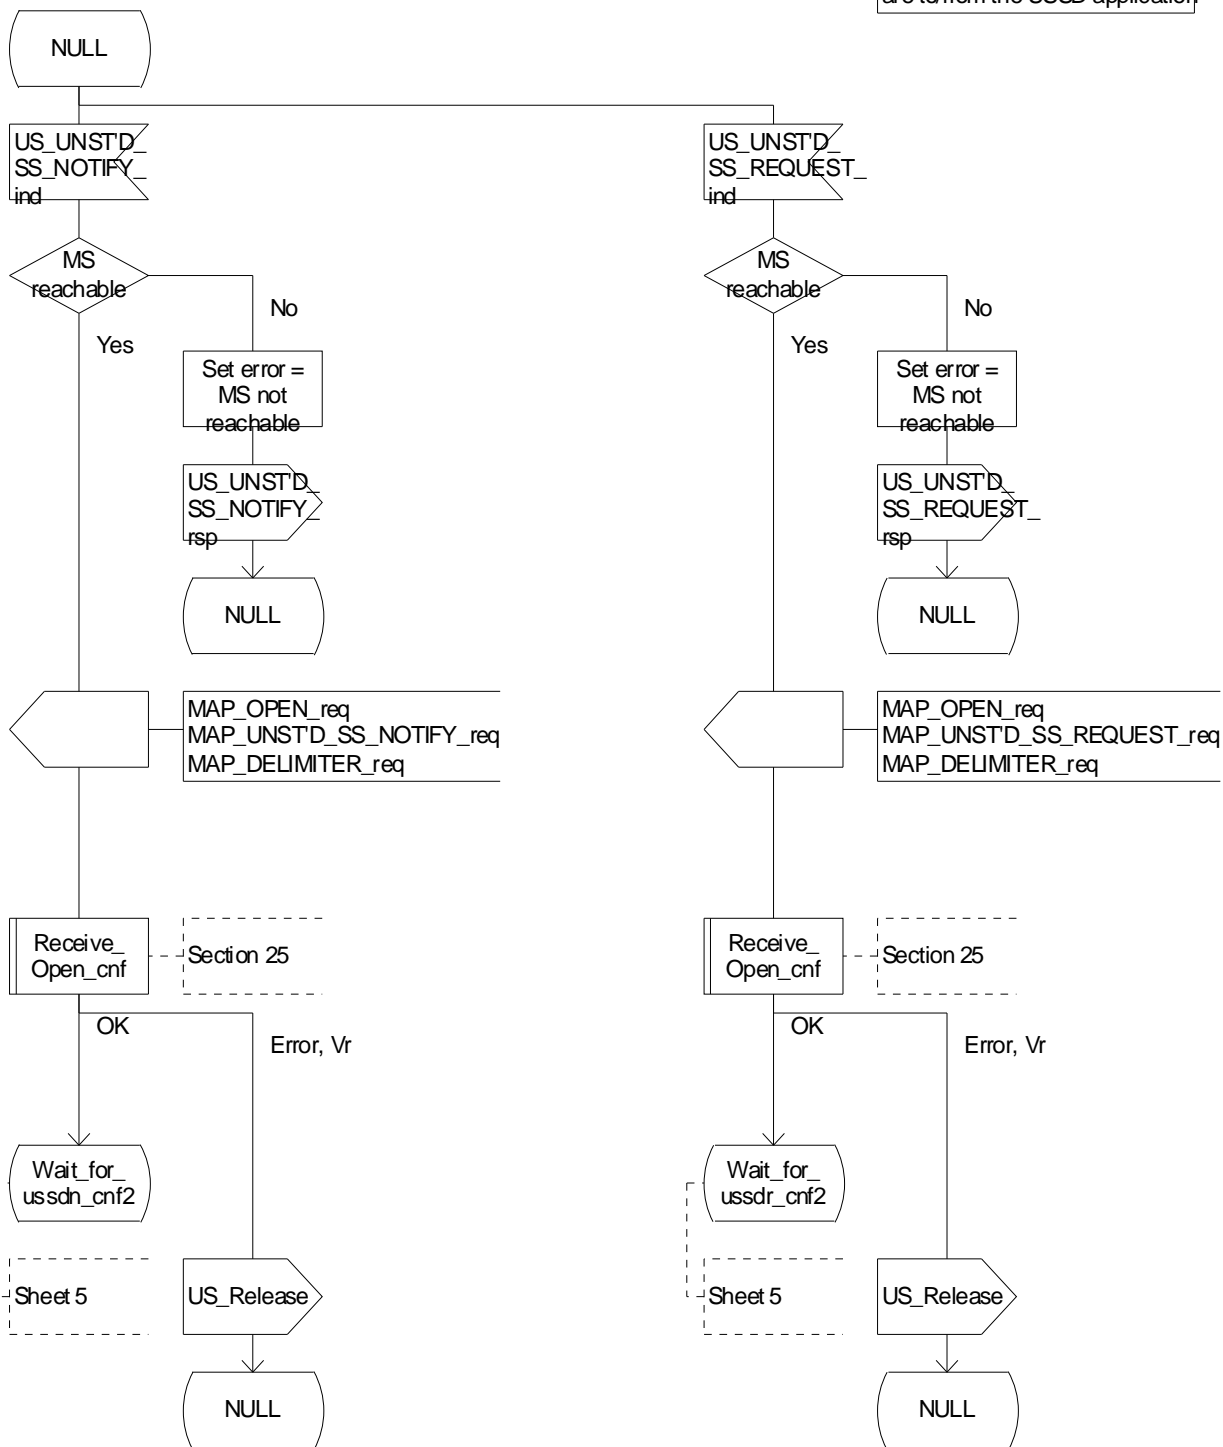 are to/from the USSD application
NULL
US_UNST'D_
SS_NOTIFY_
ind
US_UNST'D_
SS_REQUEST_
ind
MS
reachable
No
Yes
MS
reachable
No
Yes
Set error =
MS not
reachable
Set error =
MS not
reachable
US_UNST'D_
SS_NOTIFY_
rsp
US_UNST'D_
SS_REQUEST_
rsp
NULL
NULL
MAP_OPEN_req
MAP_UNST'D_SS_NOTIFY_req
MAP_DELIMITER_req
MAP_OPEN_req
MAP_UNST'D_SS_REQUEST_req
MAP_DELIMITER_req
Receive_
Open_cnf
Section 25
Receive_
Open_cnf
Section 25
OK
Error, Vr
OK
Error, Vr
Wait_for_
ussdn_cnf2
Wait_for_
ussdr_cnf2
Sheet 5
US_Release
Sheet 5
US_Release
NULL
NULL